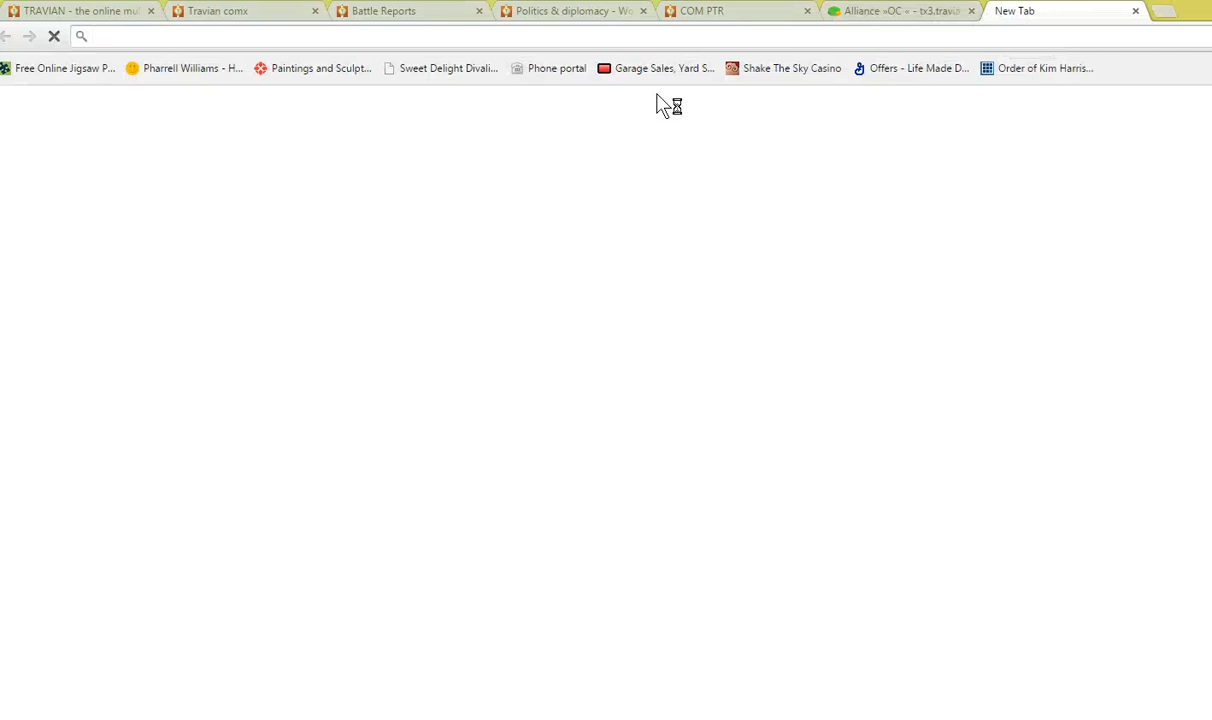 TRAVIAN - the online mu
Travian comx
Battle Reports
Politics & diplomacy - Wo
COM PTR
Alliance »OC « - tx3.travia
New Tab
Free Online Jigsaw P...
Pharrell Williams - H...
Paintings and Sculpt...
Sweet Delight Divali...
Phone portal
Garage Sales, Yard S...
Shake The Sky Casino
Offers - Life Made D...
Order of Kim Harris...